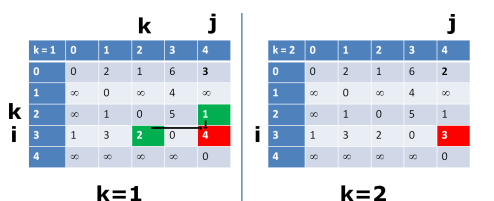 k j
k = 1 0 1 2 3 4
0 0 2 1 6 3
1 ∞ 0 ∞ 4 ∞
k 2 ∞ 1 0 5 1
i 3 1 3 2 0 4
4 ∞ ∞ ∞ ∞ 0
k=1
j
k = 2 0 1 2 3 4
0 0 2 1 6 2
1 ∞ 0 ∞ 4 ∞
2 ∞ 1 0 5 1
i 3 1 3 2 0 3
4 ∞ ∞ ∞ ∞ 0
k=2